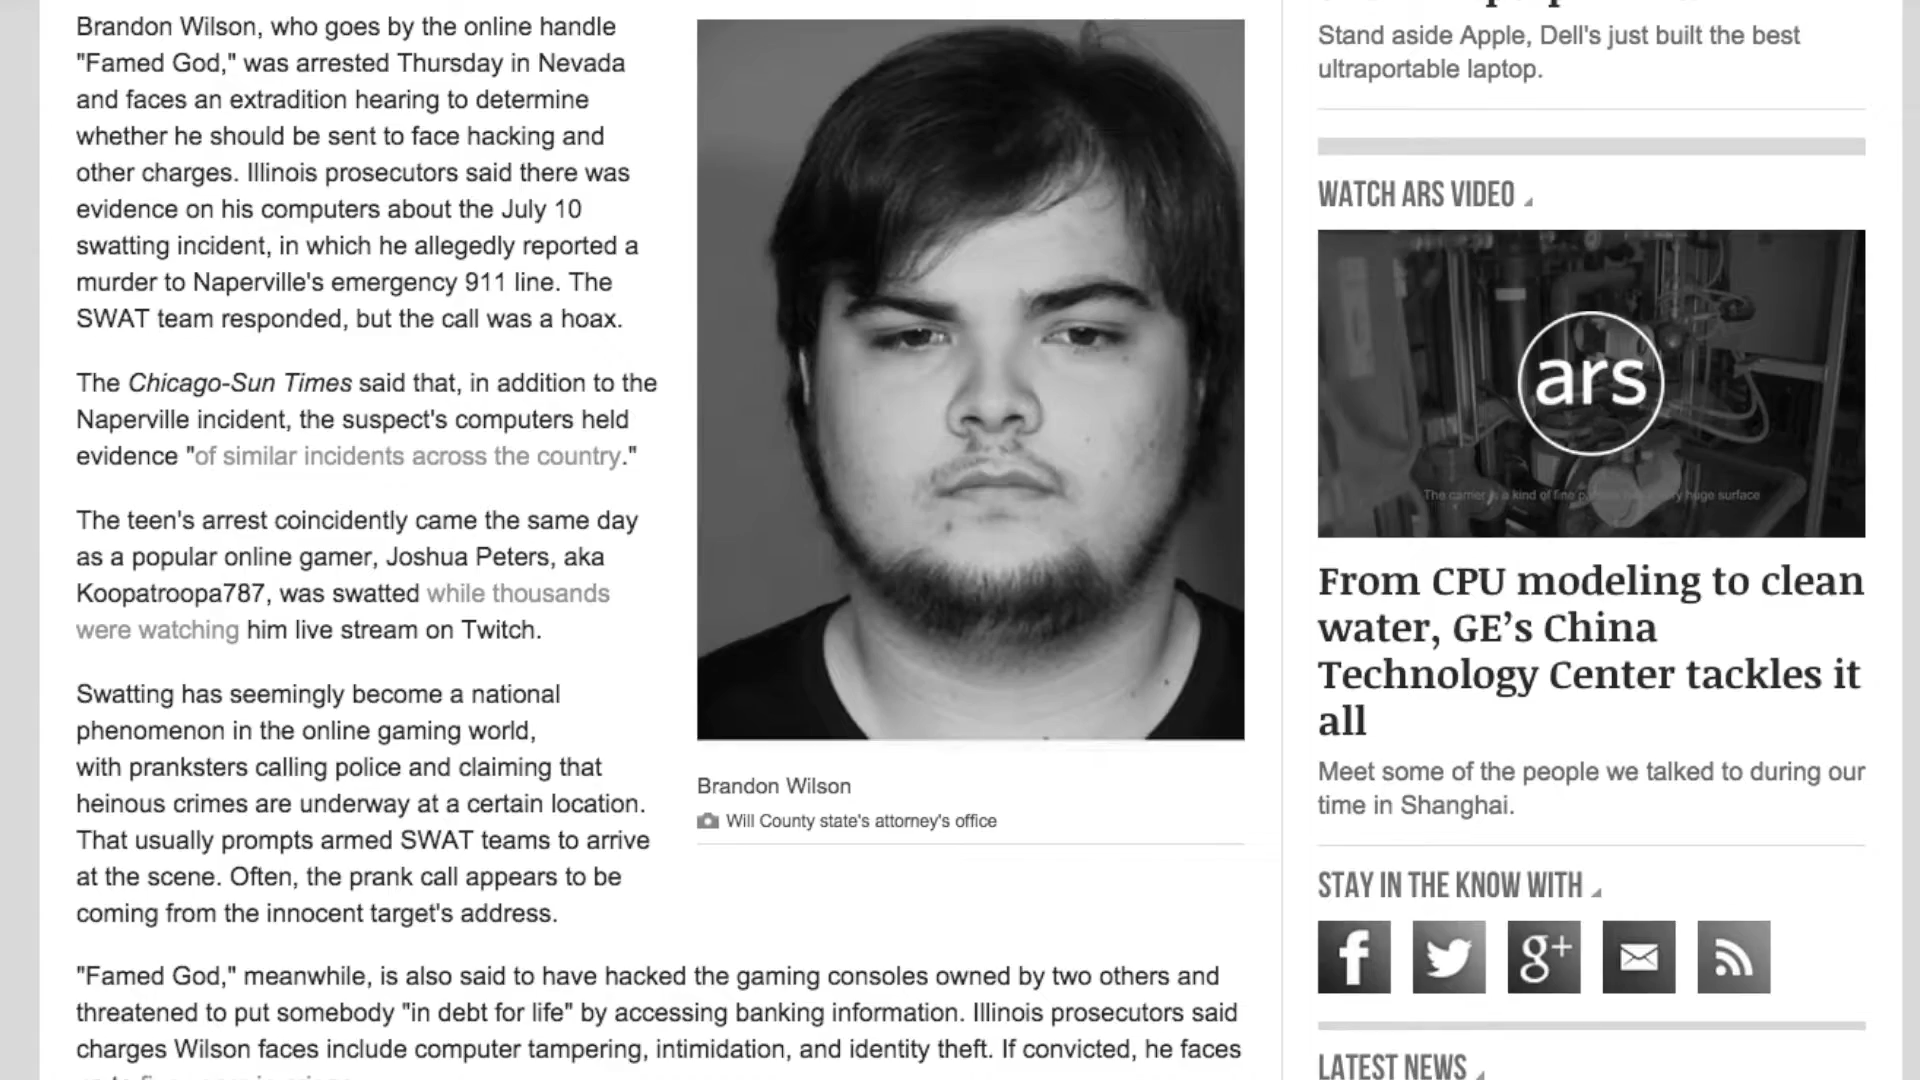 Brandon Wilson, who goes by the online handle
"Famed God," was arrested Thursday in Nevada
and faces an extradition hearing to determine
whether he should be sent to face hacking and
other charges. Illinois prosecutors said there was
evidence on his computers about the July 10
swatting incident, in which he allegedly reported a
murder to Naperville's emergency 911 line. The
SWAT team responded, but the call was a hoax.
The Chicago-Sun Times said that, in addition to the
Naperville incident, the suspect's computers held
evidence "of similar incidents across the country."
The teen's arrest coincidently came the same day
as a popular online gamer, Joshua Peters, aka
Koopatroopa787, was swatted while thousands
were watching him live stream on Twitch.
Swatting has seemingly become a national
phenomenon in the online gaming world,
with pranksters calling police and claiming that
heinous crimes are underway at a certain location.
That usually prompts armed SWAT teams to arrive
at the scene. Often, the prank call appears to be
coming from the innocent target's address.
"Famed God," meanwhile, is also said to have hacked the gaming consoles owned by two others and
threatened to put somebody "in debt for life" by accessing banking information. Illinois prosecutors said
charges Wilson faces include computer tampering, intimidation, and identity theft. If convicted, he faces
Brandon Wilson
Will County state's attorney's office
Stand aside Apple, Dell's just built the best
ultraportable laptop.
WATCH ARS VIDEO
ars
The carrier is a kind of fine huge surface
From CPU modeling to clean
water, GE’s China
Technology Center tackles it
all
Meet some of the people we talked to during our
time in Shanghai.
STAY IN THE KNOW WITH
f
g+
LATEST NEWS